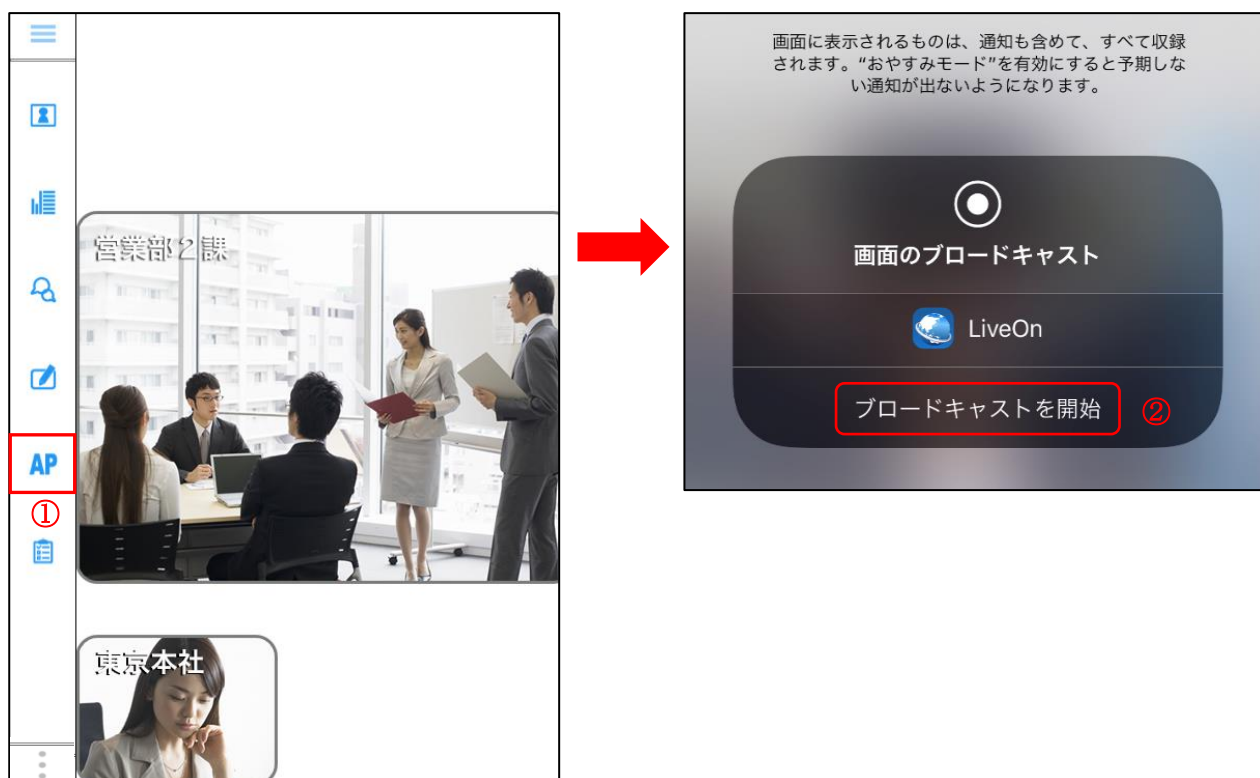 営業部２課
AP
①
東京本社
画面に表示されるものは、通知も含めて、すべて収録
されます。“おやすみモード”を有効にすると予期しな
い通知が出ないようになります。
画面のブロードキャスト
LiveOn
ブロードキャストを開始
②